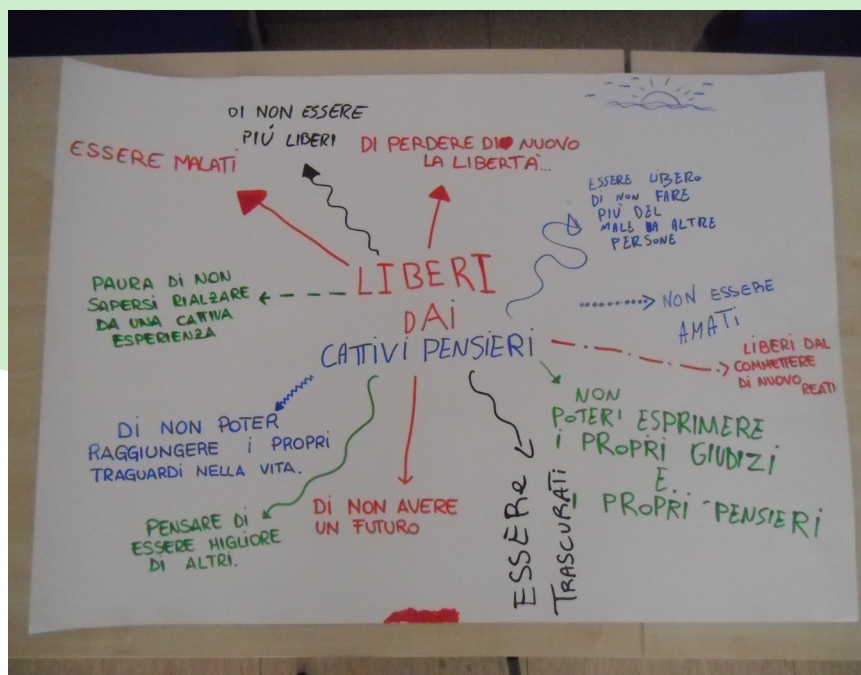 DI NON ESSERE
PIÚ LIBERI
ESSERE MALATI
DI PERDERE DI NUOVO
LA LIBERTÀ...
ESSERE LIBERO
DI NON FARE
PIÙ DEL
MALE A ALTRE
PERSONE
LIBERI
DAI
CATTIVI PENSIERI
PAURA DI NON
SAPERSI RIALZARE
DA UNA CATTIVA
ESPERIENZA
NON ESSERE
AMATI
LIBERI DAL
COMMETTERE
DI NUOVO REATI
DI NON POTER
RAGGIUNGERE I PROPRI
TRAGUARDI NELLA VITA.
NON
POTER ESPRIMERE
I PROPRI GIUDIZI
E..
PROPRI PENSIERI
PENSARE DI
ESSERE MIGLIORE
DI ALTRI.
DI NON AVERE
UN FUTURO
ESSERE
TRASCURATI